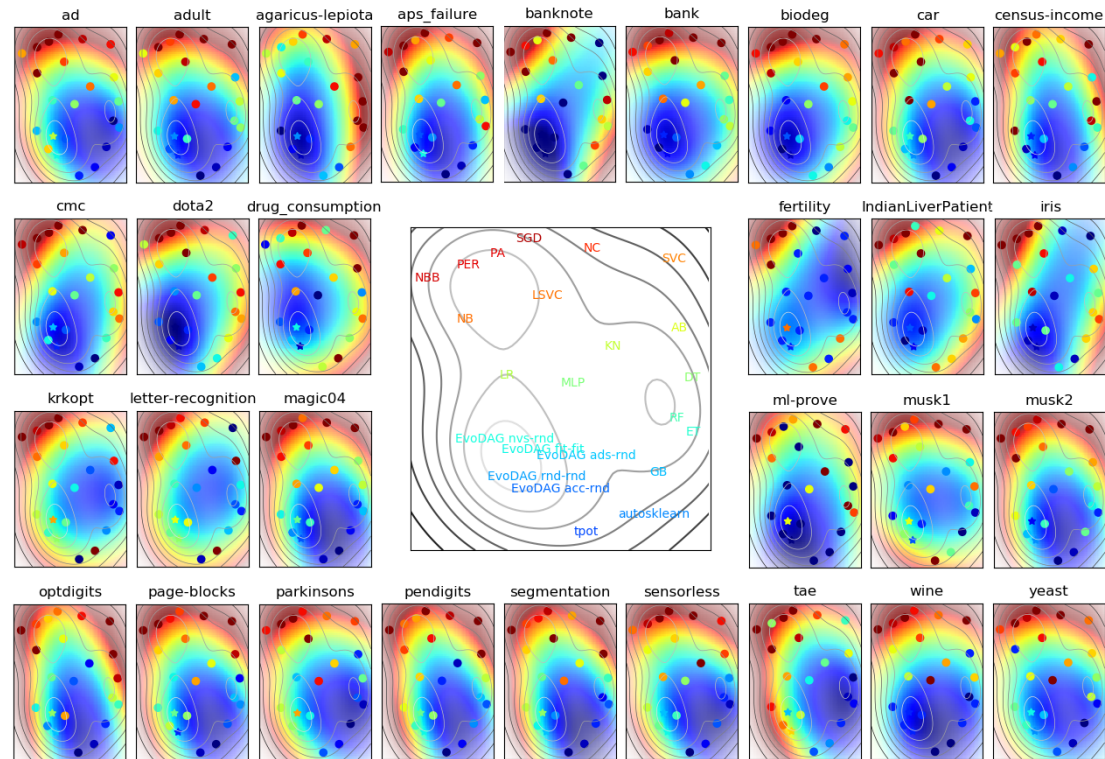 ad
adult
agaricus-lepiota
aps_failure
banknote
bank
biodeg
car
census-income
cmc
dota2
drug_consumption
fertility
IndianLiverPatient
iris
SGD
NC
PA
SVC
PER
NBB
LSVC
NB
AB
KN
LR
MLP
DT
RF
ET
EvoDAG nvs-rnd
EvoDAG fit-fit
EvoDAG ads-rnd
GB
EvoDAG rnd-rnd
EvoDAG acc-rnd
autosklearn
tpot
krkopt
letter-recognition
magic04
ml-prove
musk1
musk2
optdigits
page-blocks
parkinsons
pendigits
segmentation
sensorless
tae
wine
yeast